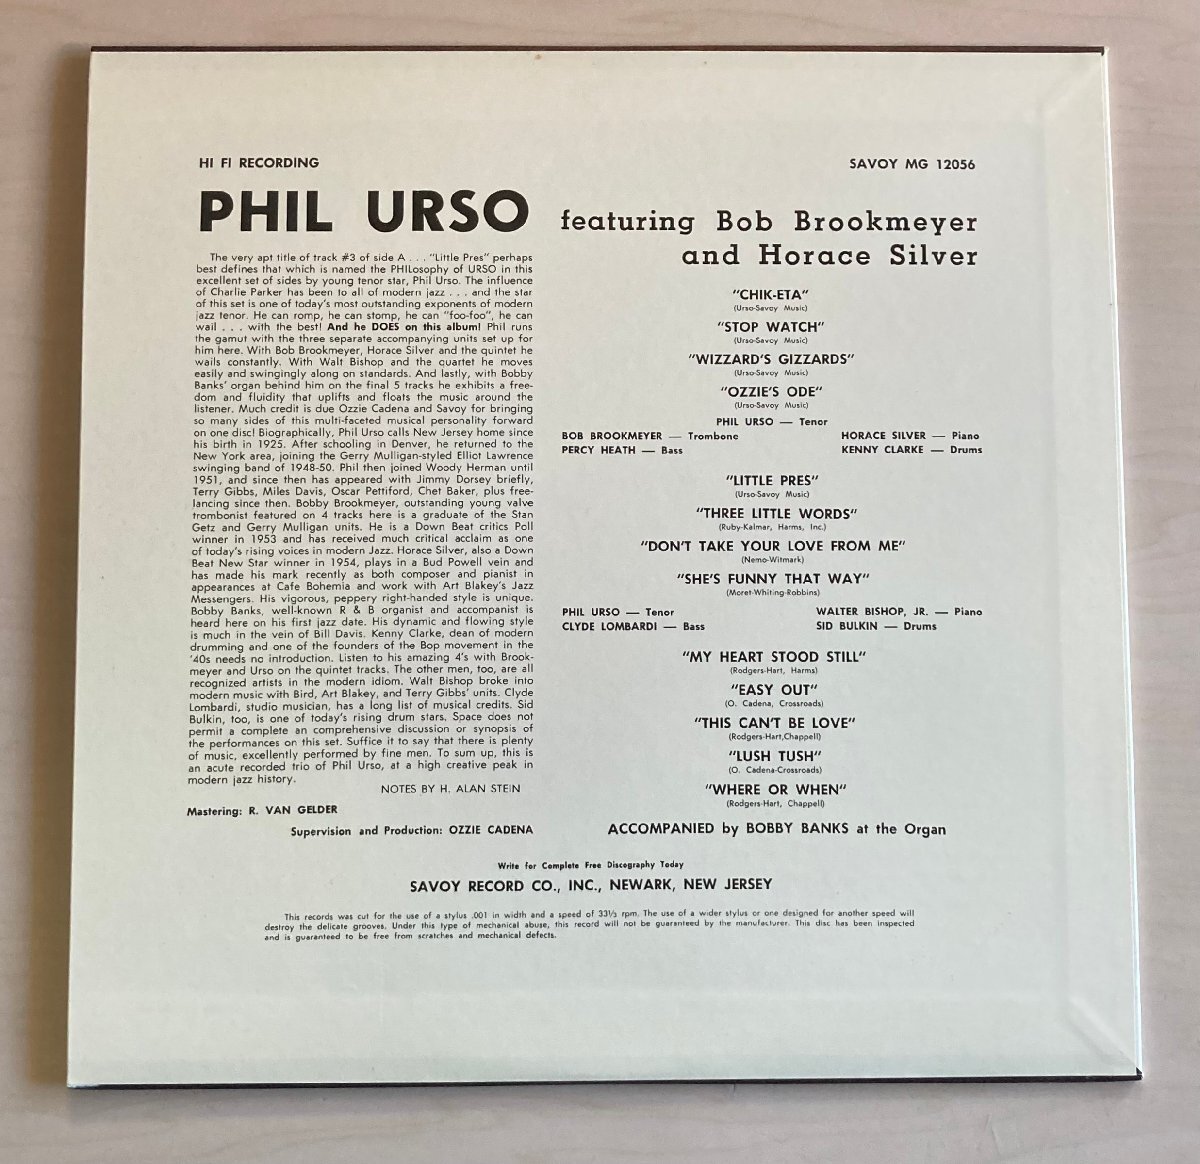 HI FI RECORDING
SAVOY MG 12056
PHIL URSO
featuring Bob Brookmeyer
and Horace Silver
The very apt title of track #3 of side A . . . "Little Pres" perhaps
best defines that which is named the PHILosophy of URSO in this
excellent set of sides by young tenor star, Phil Urso. The influence
of Charlie Parker has been to all of modern jazz . . . and the star
of this set is one of today's most outstanding exponents of modern
jazz tenor. He can romp, he can stomp, he can "foo-foo", he can
wail . . . with the best! And he DOES on this album! Phil runs
the gamut with the three separate accompanying units set up for
him here. With Bob Brookmeyer, Horace Silver and the quintet he
wails constantly. With Walt Bishop and the quartet he moves
easily and swingingly along on standards. And lastly, with Bobby
Banks' organ behind him on the final 5 tracks he exhibits a free-
dom and fluidity that uplifts and floats the music around the
listener. Much credit is due Ozzie Cadena and Savoy for bringing
so many sides of this multi-faceted musical personality forward
on one disc! Biographically, Phil Urso calls New Jersey home since
his birth in 1925. After schooling in Denver, he returned to the
New York area, joining the Gerry Mulligan-styled Elliot Lawrence
swinging band of 1948-50. Phil then joined Woody Herman until
1951, and since then has appeared with Jimmy Dorsey briefly,
Terry Gibbs, Miles Davis, Oscar Pettiford, Chet Baker, plus free-
lancing since then. Bobby Brookmeyer, outstanding young valve
trombonist featured on 4 tracks here is a graduate of the Stan
Getz and Gerry Mulligan units. He is a Down Beat critics Poll
winner in 1953 and has received much critical acclaim as one
of today's rising voices in modern Jazz. Horace Silver, also a Down
Beat New Star winner in 1954, plays in a Bud Powell vein and
has made his mark recently as both composer and pianist in
appearances at Cafe Bohemia and work with Art Blakey's Jazz
Messengers. His vigorous, peppery right-handed style is unique.
Bobby Banks, well-known R & B organist and accompanist is
heard here on his first jazz date. His dynamic and flowing style
is much in the vein of Bill Davis. Kenny Clarke, dean of modern
drumming and one of the founders of the Bop movement in the
'40s needs no introduction. Listen to his amazing 4's with Brook-
meyer and Urso on the quintet tracks. The other men, too, are all
recognized artists in the modern idiom. Walt Bishop broke into
modern music with Bird, Art Blakey, and Terry Gibbs' units. Clyde
Lombardi, studio musician, has a long list of musical credits. Sid
Bulkin, too, is one of today's rising drum stars. Space does not
permit a complete an comprehensive discussion or synopsis of
the performances on this set. Suffice it to say that there is plenty
of music, excellently performed by fine men. To sum up, this is
an acute recorded trio of Phil Urso, at a high creative peak in
modern jazz history.
NOTES BY H. ALAN STEIN
Mastering: R. VAN GELDER
Supervision and Production: OZZIE CADENA
"CHIK-ETA"
(Urso-Savoy Music)
"STOP WATCH"
(Urso-Savoy Music)
"WIZZARD'S GIZZARDS"
(Urso-Savoy Music)
"OZZIE'S ODE"
(Urso-Savoy Music)
PHIL URSO — Tenor
BOB BROOKMEYER — Trombone HORACE SILVER — Piano
PERCY HEATH — Bass KENNY CLARKE — Drums
"LITTLE PRES"
(Urso-Savoy Music)
"THREE LITTLE WORDS"
(Ruby-Kalmar, Harms, Inc.)
"DON'T TAKE YOUR LOVE FROM ME"
(Nemo-Witmark)
"SHE'S FUNNY THAT WAY"
(Moret-Whiting-Robbins)
PHIL URSO — Tenor WALTER BISHOP, JR. — Piano
CLYDE LOMBARDI — Bass SID BULKIN — Drums
"MY HEART STOOD STILL"
(Rodgers-Hart, Harms)
"EASY OUT"
(O. Cadena, Crossroads)
"THIS CAN'T BE LOVE"
(Rodgers-Hart,Chappell)
"LUSH TUSH"
(O. Cadena-Crossroads)
"WHERE OR WHEN"
(Rodgers-Hart, Chappell)
ACCOMPANIED by BOBBY BANKS at the Organ
Write for Complete Free Discography Today
SAVOY RECORD CO., INC., NEWARK, NEW JERSEY
This records was cut for the use of a stylus .001 in width and a speed of 33⅓ rpm. The use of a wider stylus or one designed for another speed will
destroy the delicate grooves. Under this type of mechanical abuse, this record will not be guaranteed by the manufacturer. This disc has been inspected
and is guaranteed to be free from scratches and mechanical defects.